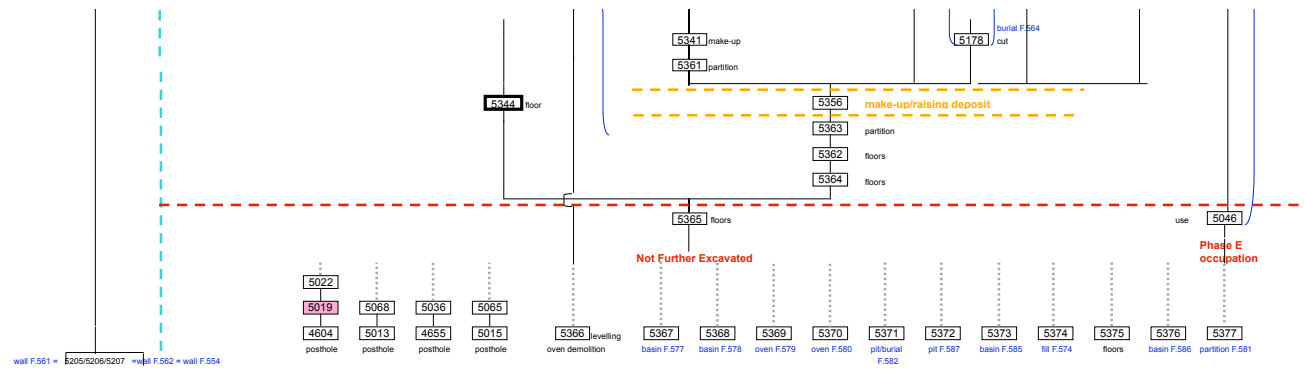 burial F.564
5341 make-up
5178 cut
5361 partition
5344 floor
5356 make-up/raising deposit
5363 partition
5362 floors
5364 floors
5365 floors
use 5046
Not Further Excavated
Phase E
occupation
5022
5019
5068
5036
5065
4604
5013
4655
5015
5366 levelling
5367
5368
5369
5370
5371
5372
5373
5374
5375
5376
5377
posthole
posthole
posthole
posthole
oven demolition
basin F.577
basin F.578
oven F.579
oven F.580
pit/burial
F.582
pit F.587
basin F.585
fill F.574
floors
basin F.586
partition F.581
wall F.561 = 5205/5206/5207 =wall F.562 = wall F.554